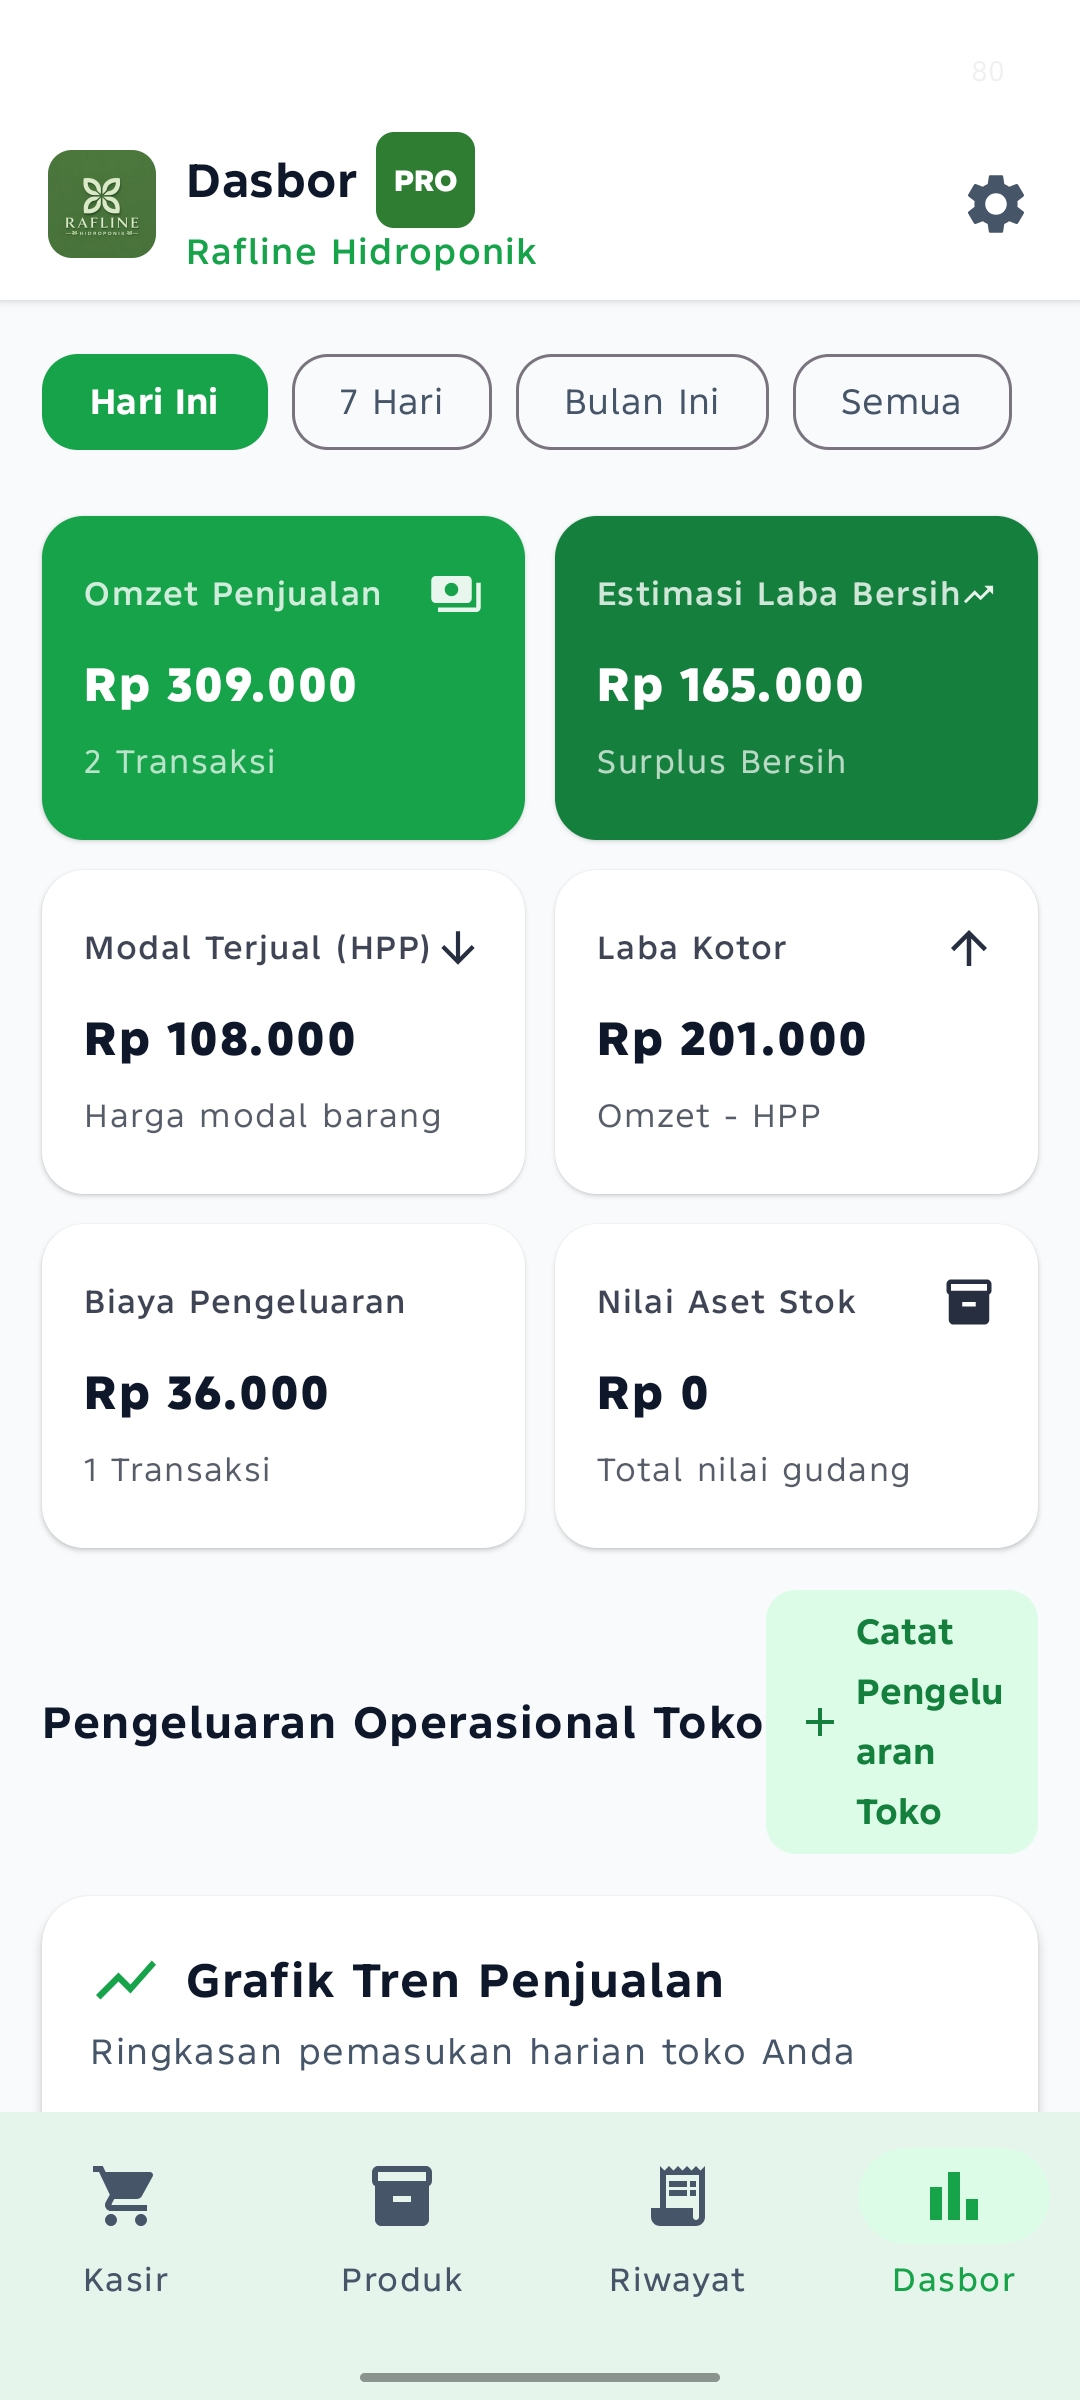 80
Dasbor PRO
RAFLINE
HIDROPONIK
Rafline Hidroponik
Hari Ini
7 Hari
Bulan Ini
Semua
Omzet Penjualan
Rp 309.000
2 Transaksi
Estimasi Laba Bersih
Rp 165.000
Surplus Bersih
Modal Terjual (HPP)
Rp 108.000
Harga modal barang
Laba Kotor
Rp 201.000
Omzet - HPP
Biaya Pengeluaran
Rp 36.000
1 Transaksi
Nilai Aset Stok
Rp 0
Total nilai gudang
Pengeluaran Operasional Toko
+ Catat
Pengelu
aran
Toko
Grafik Tren Penjualan
Ringkasan pemasukan harian toko Anda
Kasir
Produk
Riwayat
Dasbor